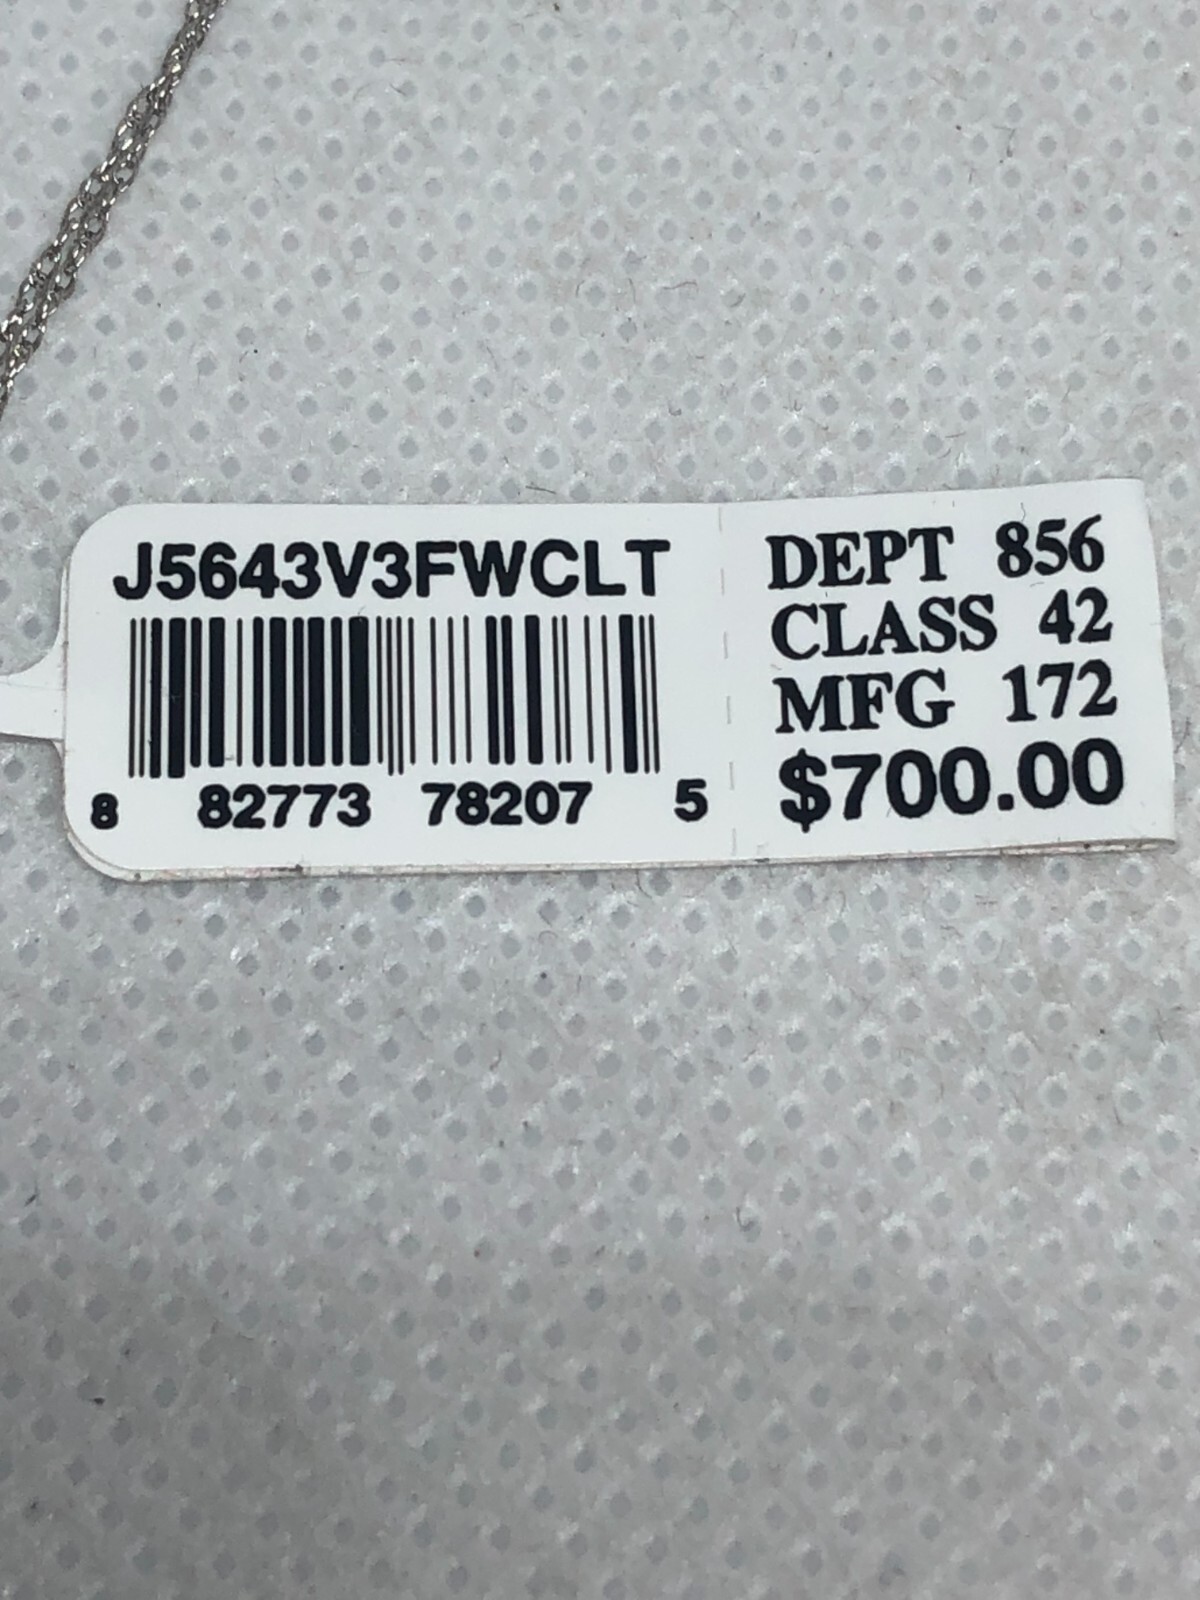 J5643V3FWCLT
8 82773 78207 5
DEPT 856
CLASS 42
MFG 172
$700.00